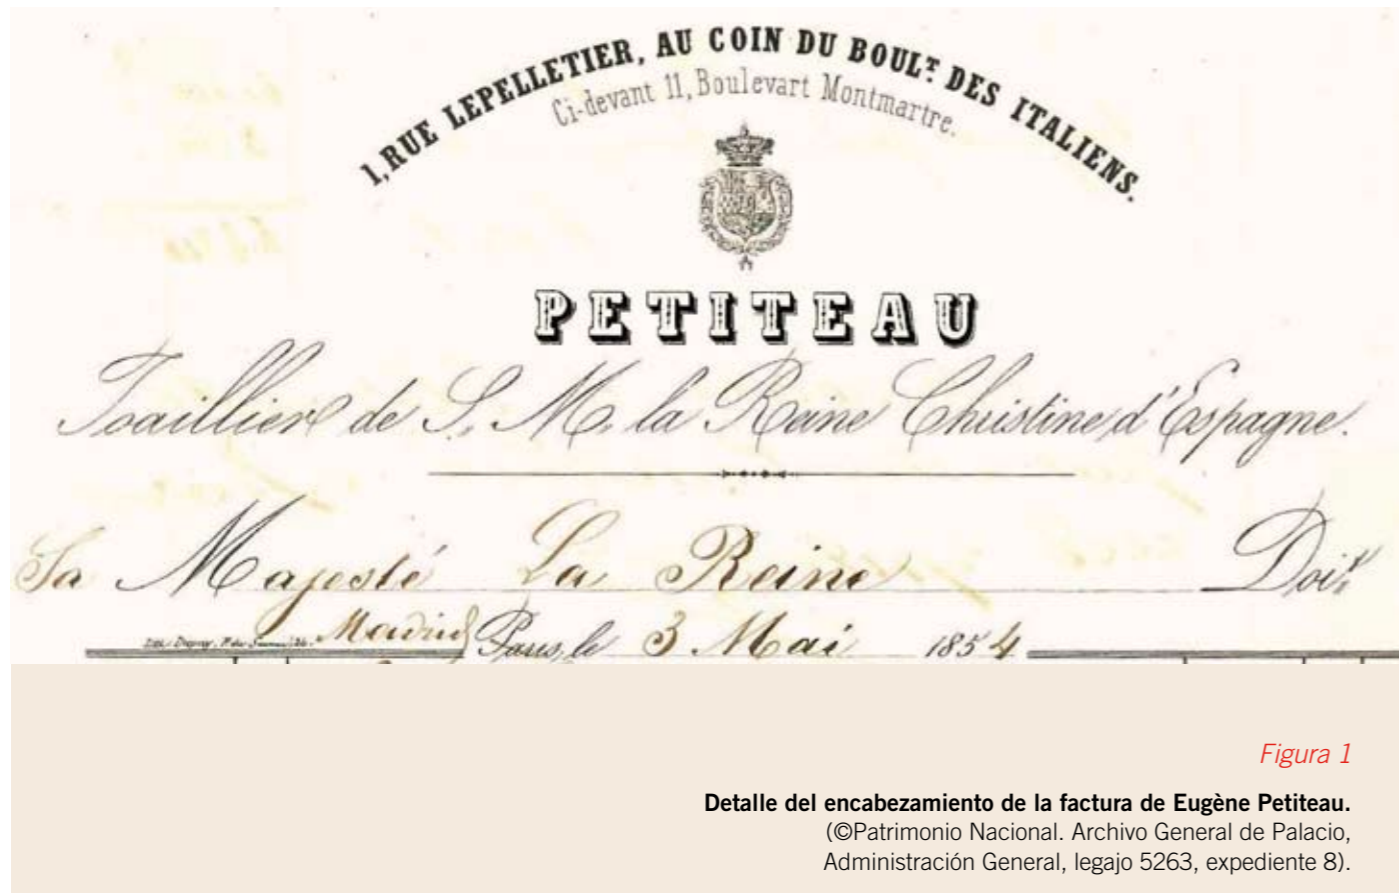 1, RUE LEPELLETIER, AU COIN DU BOULT. DES ITALIENS.
Ci-devant 11, Boulevart Montmartre.
PETITEAU
Joaillier de S. M. la Reine Christine d'Espagne.
Sa Majesté La Reine Doit
Madrid Paris, le 3 Mai 1854
Figura 1
Detalle del encabezamiento de la factura de Eugène Petiteau.
(©Patrimonio Nacional. Archivo General de Palacio,
Administración General, legajo 5263, expediente 8).